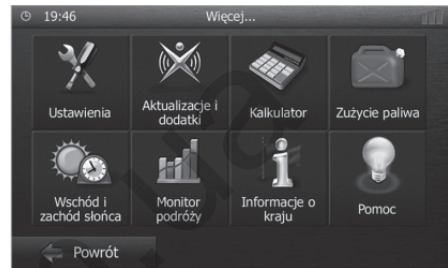 19:46 Więcej...
Ustawienia
Aktualizacje i
dodatki
Kalkulator
Zużycie paliwa
Wschód i
zachód słońca
Monitor
podróży
Informacje o
kraju
Pomoc
Powrót